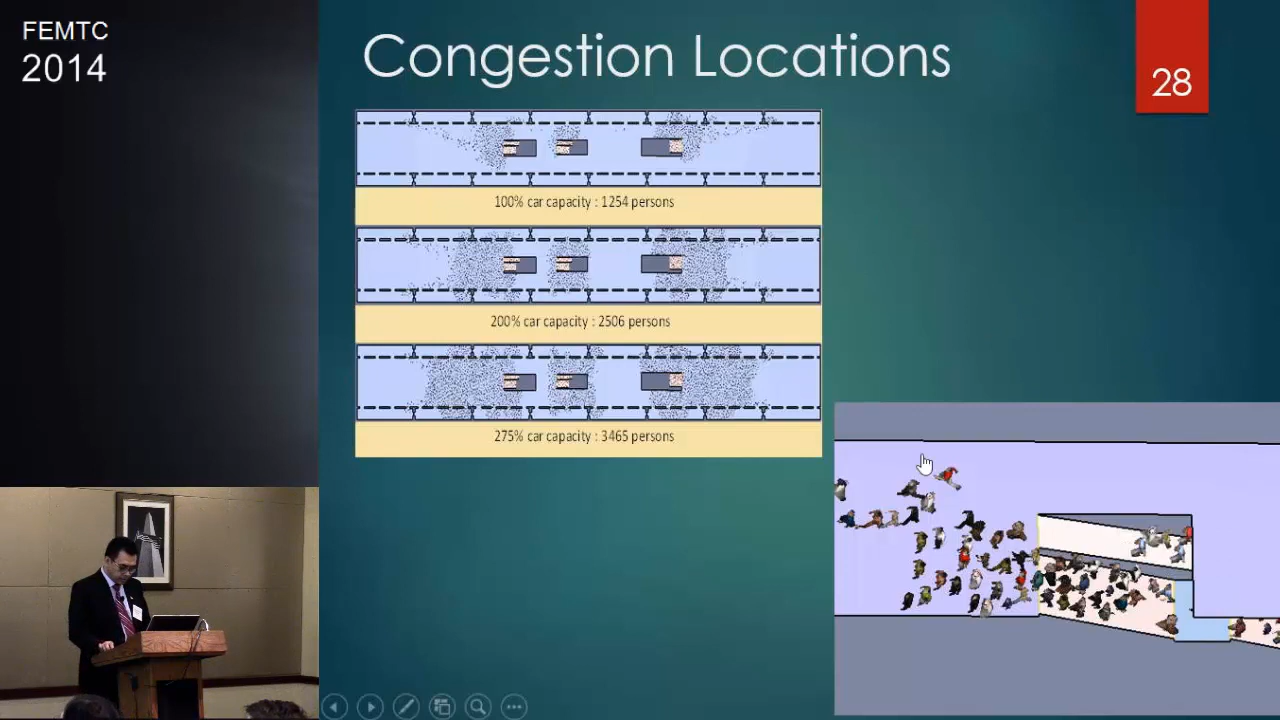 FEMTC
2014
Congestion Locations
28
100% car capacity : 1254 persons
200% car capacity : 2506 persons
275% car capacity : 3465 persons